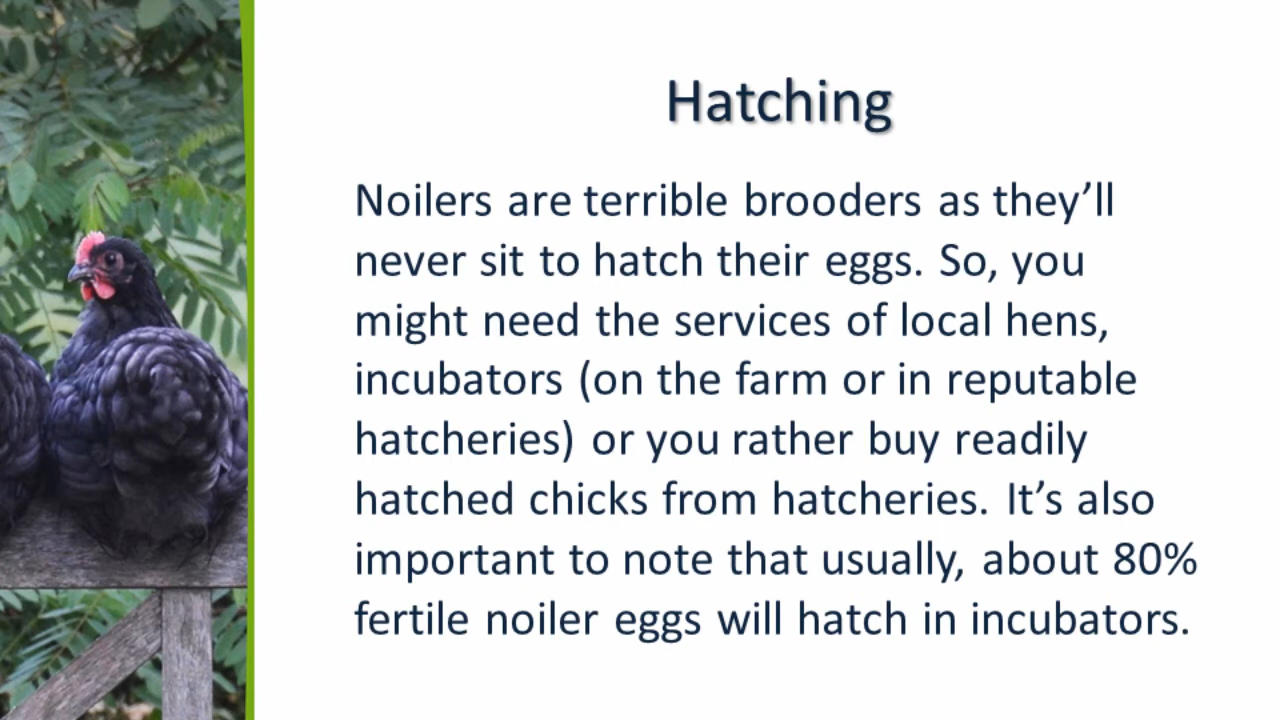 Hatching
Noilers are terrible brooders as they’ll
never sit to hatch their eggs. So, you
might need the services of local hens,
incubators (on the farm or in reputable
hatcheries) or you rather buy readily
hatched chicks from hatcheries. It’s also
important to note that usually, about 80%
fertile noiler eggs will hatch in incubators.